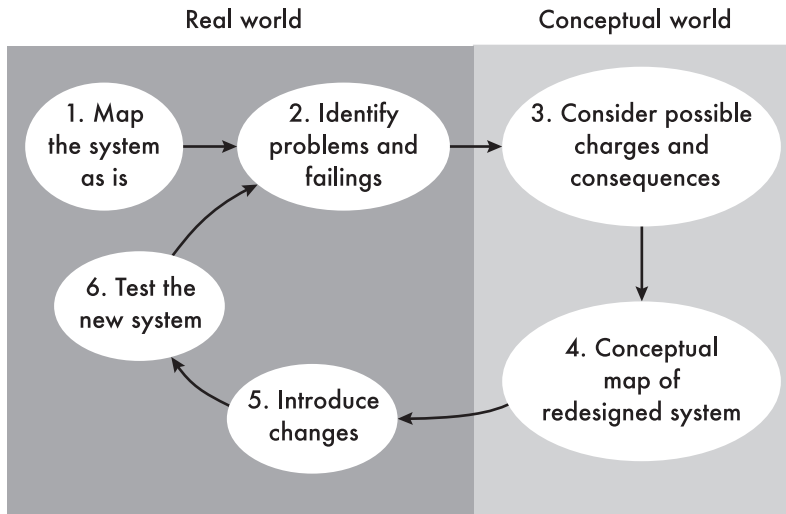 Real world
Conceptual world
1. Map
the system
as is
2. Identify
problems and
failings
3. Consider possible
charges and
consequences
4. Conceptual
map of
redesigned system
5. Introduce
changes
6. Test the
new system